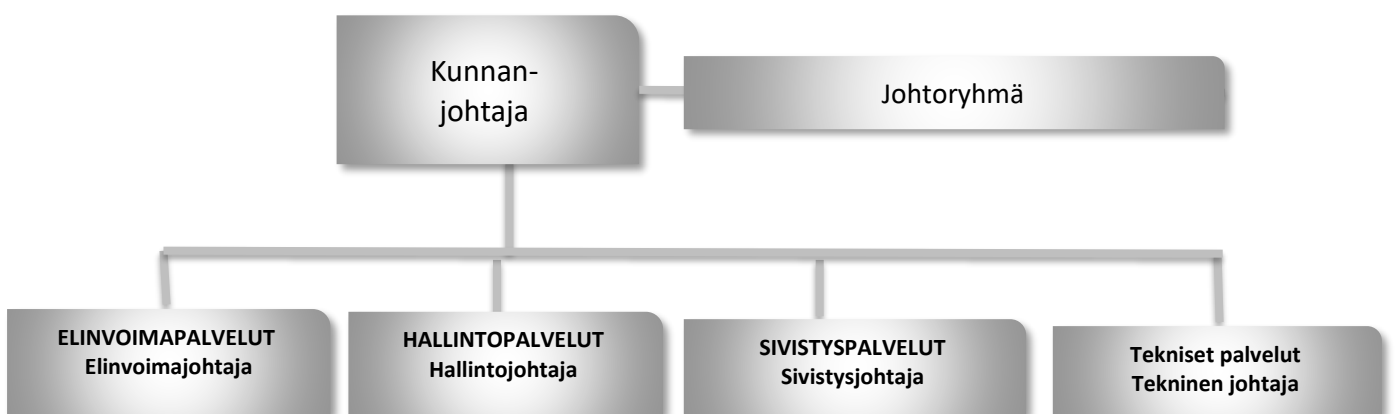 Kunnan-
johtaja
Johtoryhmä
ELINVOIMAPALVELUT
Elinvoimajohtaja
HALLINTOPALVELUT
Hallintojohtaja
SIVISTYSPALVELUT
Sivistysjohtaja
Tekniset palvelut
Tekninen johtaja